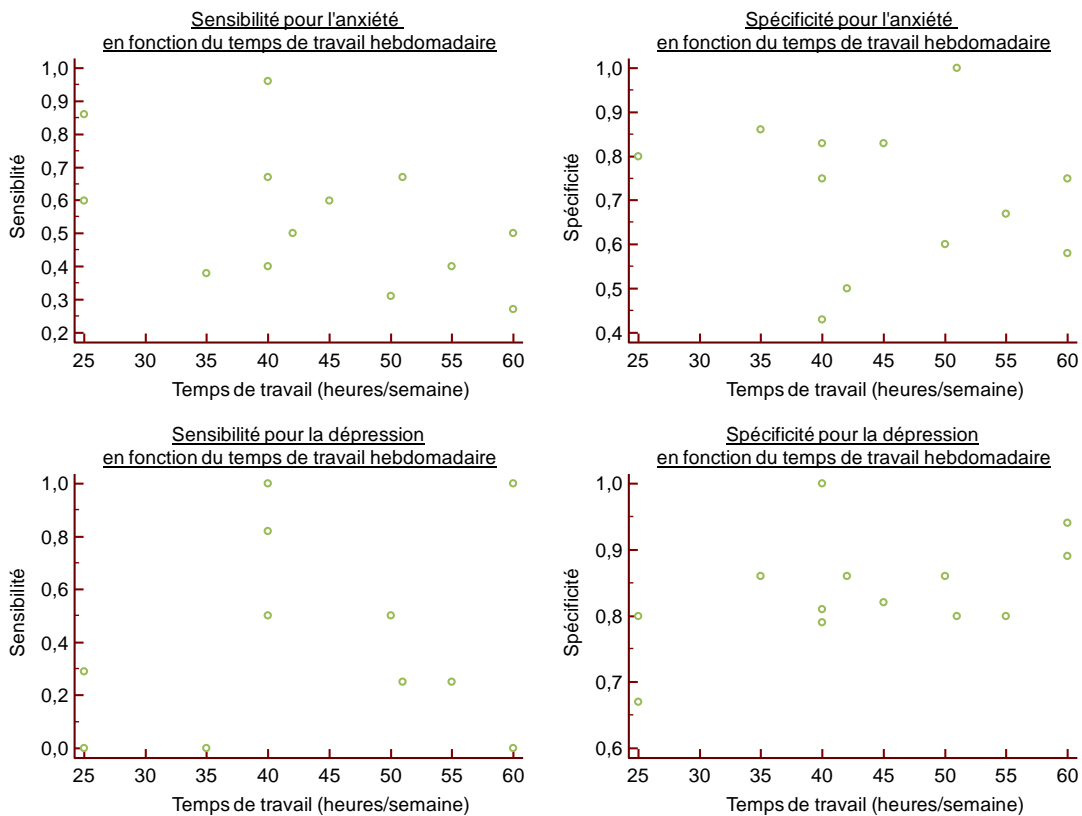 Sensibilité pour l'anxiété
en fonction du temps de travail hebdomadaire
1,0
0,9
0,8
0,7
0,6
0,5
0,4
0,3
0,2
Sensiblité
25 30 35 40 45 50 55 60
Temps de travail (heures/semaine)
Spécificité pour l'anxiété
en fonction du temps de travail hebdomadaire
1,0
0,9
0,8
0,7
0,6
0,5
0,4
Spécificité
25 30 35 40 45 50 55 60
Temps de travail (heures/semaine)
Sensibilité pour la dépression
en fonction du temps de travail hebdomadaire
1,0
0,8
0,6
0,4
0,2
0,0
Sensibilité
25 30 35 40 45 50 55 60
Temps de travail (heures/semaine)
Spécificité pour la dépression
en fonction du temps de travail hebdomadaire
1,0
0,9
0,8
0,7
0,6
Spécificité
25 30 35 40 45 50 55 60
Temps de travail (heures/semaine)